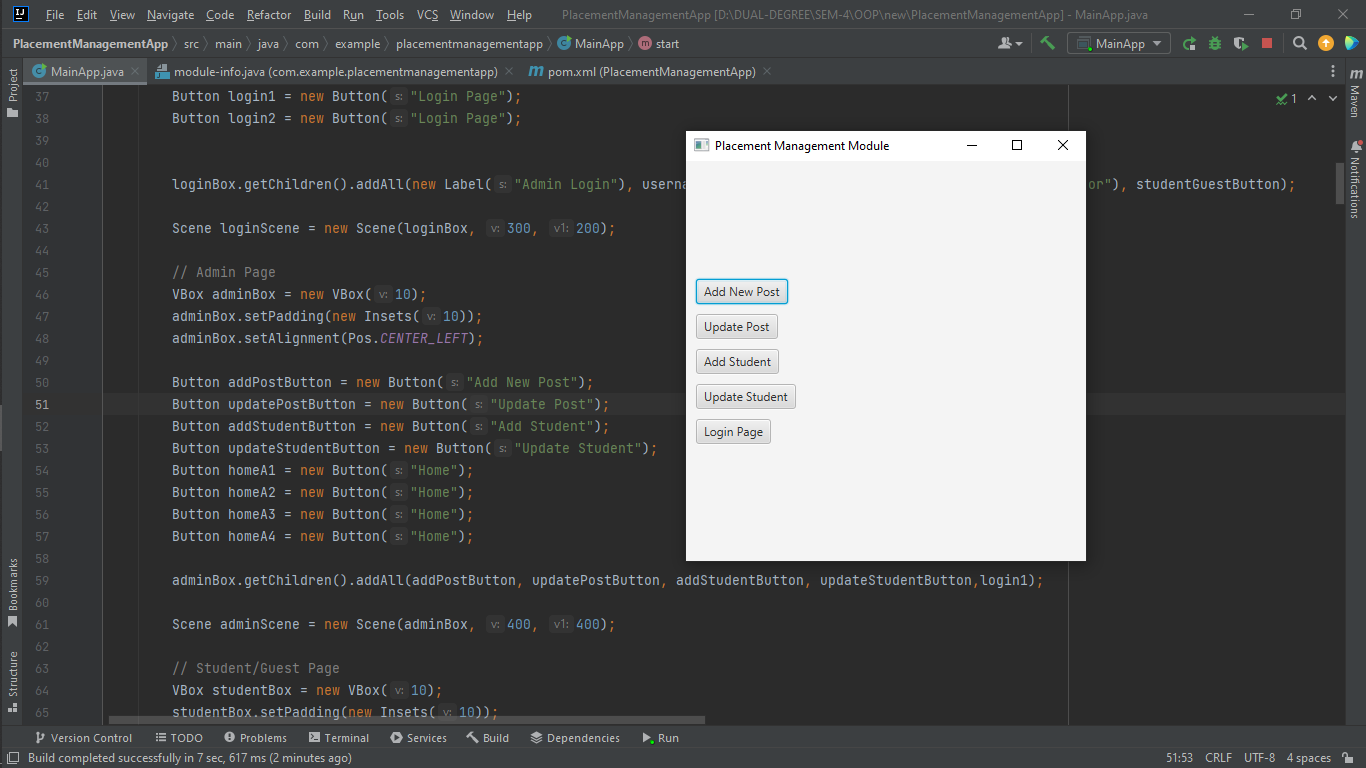 File Edit View Navigate Code Refactor Build Run Tools VCS Window Help PlacementManagementApp [D:\DUAL-DEGREE\SEM-4\OOP\new\PlacementManagementApp] - MainApp.java
PlacementManagementApp src main java com example placementmanagementapp MainApp start MainApp
Project MainApp.java module-info.java (com.example.placementmanagementapp) pom.xml (PlacementManagementApp) Maven
37 Button login1 = new Button( s: "Login Page"); 1
38 Button login2 = new Button( s: "Login Page");
39
40
41 loginBox.getChildren().addAll(new Label( s: "Admin Login"), userna or"), studentGuestButton);
42
43 Scene loginScene = new Scene(loginBox, v: 300, v1: 200);
44
45 // Admin Page
46 VBox adminBox = new VBox( v: 10);
47 adminBox.setPadding(new Insets( v: 10));
48 adminBox.setAlignment(Pos.CENTER_LEFT);
49
50 Button addPostButton = new Button( s: "Add New Post");
51 Button updatePostButton = new Button( s: "Update Post");
52 Button addStudentButton = new Button( s: "Add Student");
53 Button updateStudentButton = new Button( s: "Update Student");
54 Button homeA1 = new Button( s: "Home");
55 Button homeA2 = new Button( s: "Home");
56 Button homeA3 = new Button( s: "Home");
57 Button homeA4 = new Button( s: "Home");
58
59 adminBox.getChildren().addAll(addPostButton, updatePostButton, addStudentButton, updateStudentButton,login1);
60
61 Scene adminScene = new Scene(adminBox, v: 400, v1: 400);
62
63 // Student/Guest Page
64 VBox studentBox = new VBox( v: 10);
65 studentBox.setPadding(new Insets( v: 10));
Placement Management Module
Add New Post
Update Post
Add Student
Update Student
Login Page
Notifications
Bookmarks
Structure
Version Control TODO Problems Terminal Services Build Dependencies Run
Build completed successfully in 7 sec, 617 ms (2 minutes ago) 51:53 CRLF UTF-8 4 spaces